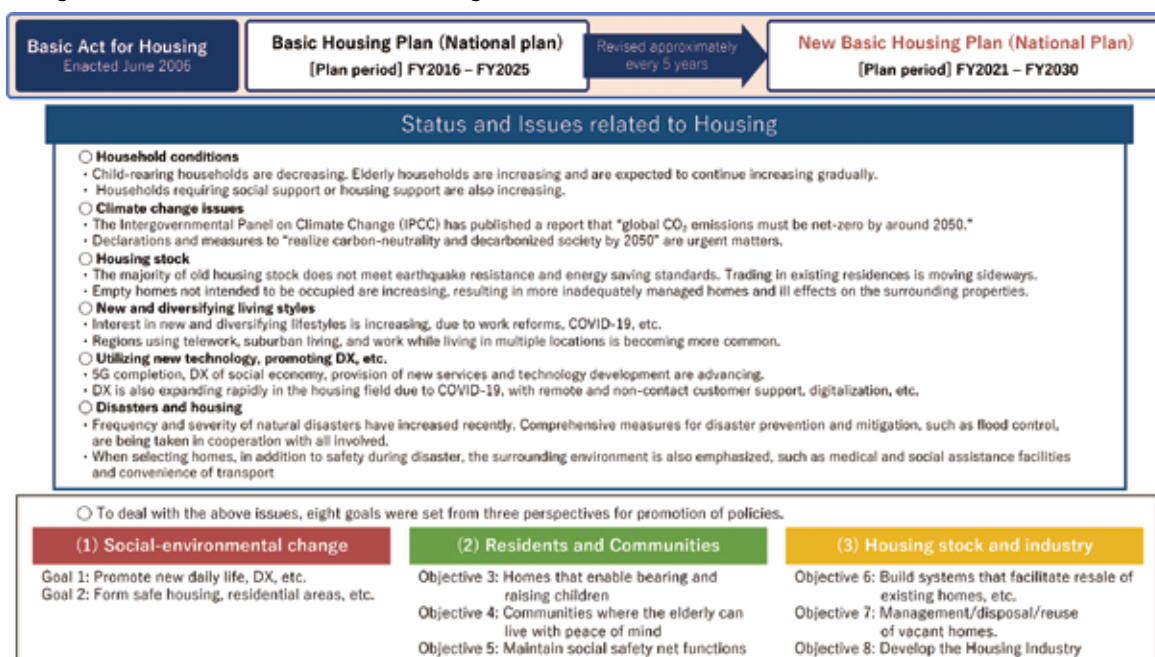 Basic Act for Housing
Enacted June 2006
Basic Housing Plan (National plan)
[Plan period] FY2016 – FY2025
Revised approximately
every 5 years
New Basic Housing Plan (National Plan)
[Plan period] FY2021 – FY2030
Status and Issues related to Housing
○ Household conditions
・Child-rearing households are decreasing. Elderly households are increasing and are expected to continue increasing gradually.
・Households requiring social support or housing support are also increasing.
○ Climate change issues
・The Intergovernmental Panel on Climate Change (IPCC) has published a report that “global CO₂ emissions must be net-zero by around 2050.”
・Declarations and measures to “realize carbon-neutrality and decarbonized society by 2050” are urgent matters.
○ Housing stock
・The majority of old housing stock does not meet earthquake resistance and energy saving standards. Trading in existing residences is moving sideways.
・Empty homes not intended to be occupied are increasing, resulting in more inadequately managed homes and ill effects on the surrounding properties.
○ New and diversifying living styles
・Interest in new and diversifying lifestyles is increasing, due to work reforms, COVID-19, etc.
・Regions using telework, suburban living, and work while living in multiple locations is becoming more common.
○ Utilizing new technology, promoting DX, etc.
・5G completion, DX of social economy, provision of new services and technology development are advancing.
・DX is also expanding rapidly in the housing field due to COVID-19, with remote and non-contact customer support, digitalization, etc.
○ Disasters and housing
・Frequency and severity of natural disasters have increased recently. Comprehensive measures for disaster prevention and mitigation, such as flood control,
are being taken in cooperation with all involved.
・When selecting homes, in addition to safety during disaster, the surrounding environment is also emphasized, such as medical and social assistance facilities
and convenience of transport
○ To deal with the above issues, eight goals were set from three perspectives for promotion of policies.
(1) Social-environmental change
Goal 1: Promote new daily life, DX, etc.
Goal 2: Form safe housing, residential areas, etc.
(2) Residents and Communities
Objective 3: Homes that enable bearing and
raising children
Objective 4: Communities where the elderly can
live with peace of mind
Objective 5: Maintain social safety net functions
(3) Housing stock and industry
Objective 6: Build systems that facilitate resale of
existing homes, etc.
Objective 7: Management/disposal/reuse
of vacant homes.
Objective 8: Develop the Housing Industry